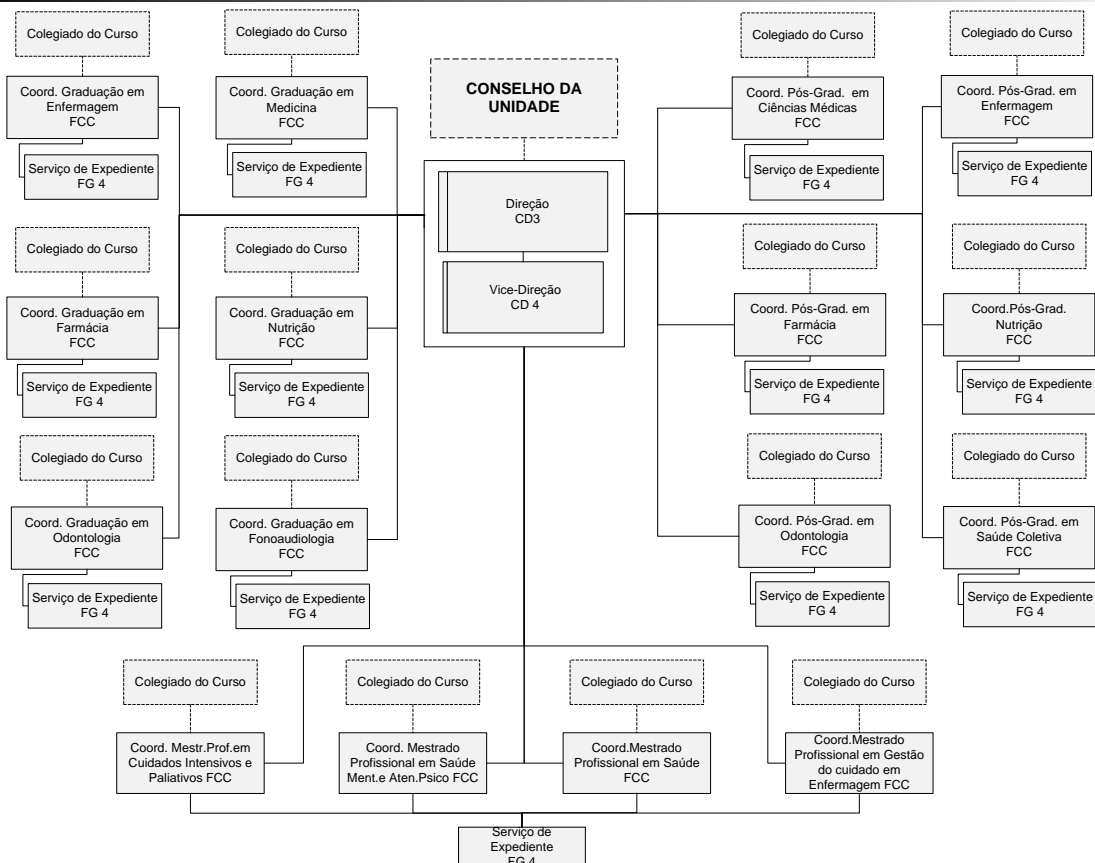 Colegiado do Curso
Coord. Graduação em
Enfermagem
FCC
Serviço de Expediente
FG 4
Colegiado do Curso
Coord. Graduação em
Medicina
FCC
Serviço de Expediente
FG 4
CONSELHO DA
UNIDADE
Direção
CD3
Vice-Direção
CD 4
Colegiado do Curso
Coord. Pós-Grad. em
Ciências Médicas
FCC
Serviço de Expediente
FG 4
Colegiado do Curso
Coord. Pós-Grad. em
Enfermagem
FCC
Serviço de Expediente
FG 4
Colegiado do Curso
Coord. Graduação em
Farmácia
FCC
Serviço de Expediente
FG 4
Colegiado do Curso
Coord. Graduação em
Nutrição
FCC
Serviço de Expediente
FG 4
Colegiado do Curso
Coord. Pós-Grad. em
Farmácia
FCC
Serviço de Expediente
FG 4
Colegiado do Curso
Coord.Pós-Grad.
Nutrição
FCC
Serviço de Expediente
FG 4
Colegiado do Curso
Coord. Graduação em
Odontologia
FCC
Serviço de Expediente
FG 4
Colegiado do Curso
Coord. Graduação em
Fonoaudiologia
FCC
Serviço de Expediente
FG 4
Colegiado do Curso
Coord. Pós-Grad. em
Odontologia
FCC
Serviço de Expediente
FG 4
Colegiado do Curso
Coord. Pós-Grad. em
Saúde Coletiva
FCC
Serviço de Expediente
FG 4
Colegiado do Curso
Coord. Mestr.Prof.em
Cuidados Intensivos e
Paliativos FCC
Colegiado do Curso
Coord. Mestrado
Profissional em Saúde
Ment.e Aten.Psico FCC
Colegiado do Curso
Coord.Mestrado
Profissional em Saúde
FCC
Colegiado do Curso
Coord.Mestrado
Profissional em Gestão
do cuidado em
Enfermagem FCC
Serviço de
Expediente
FG 4